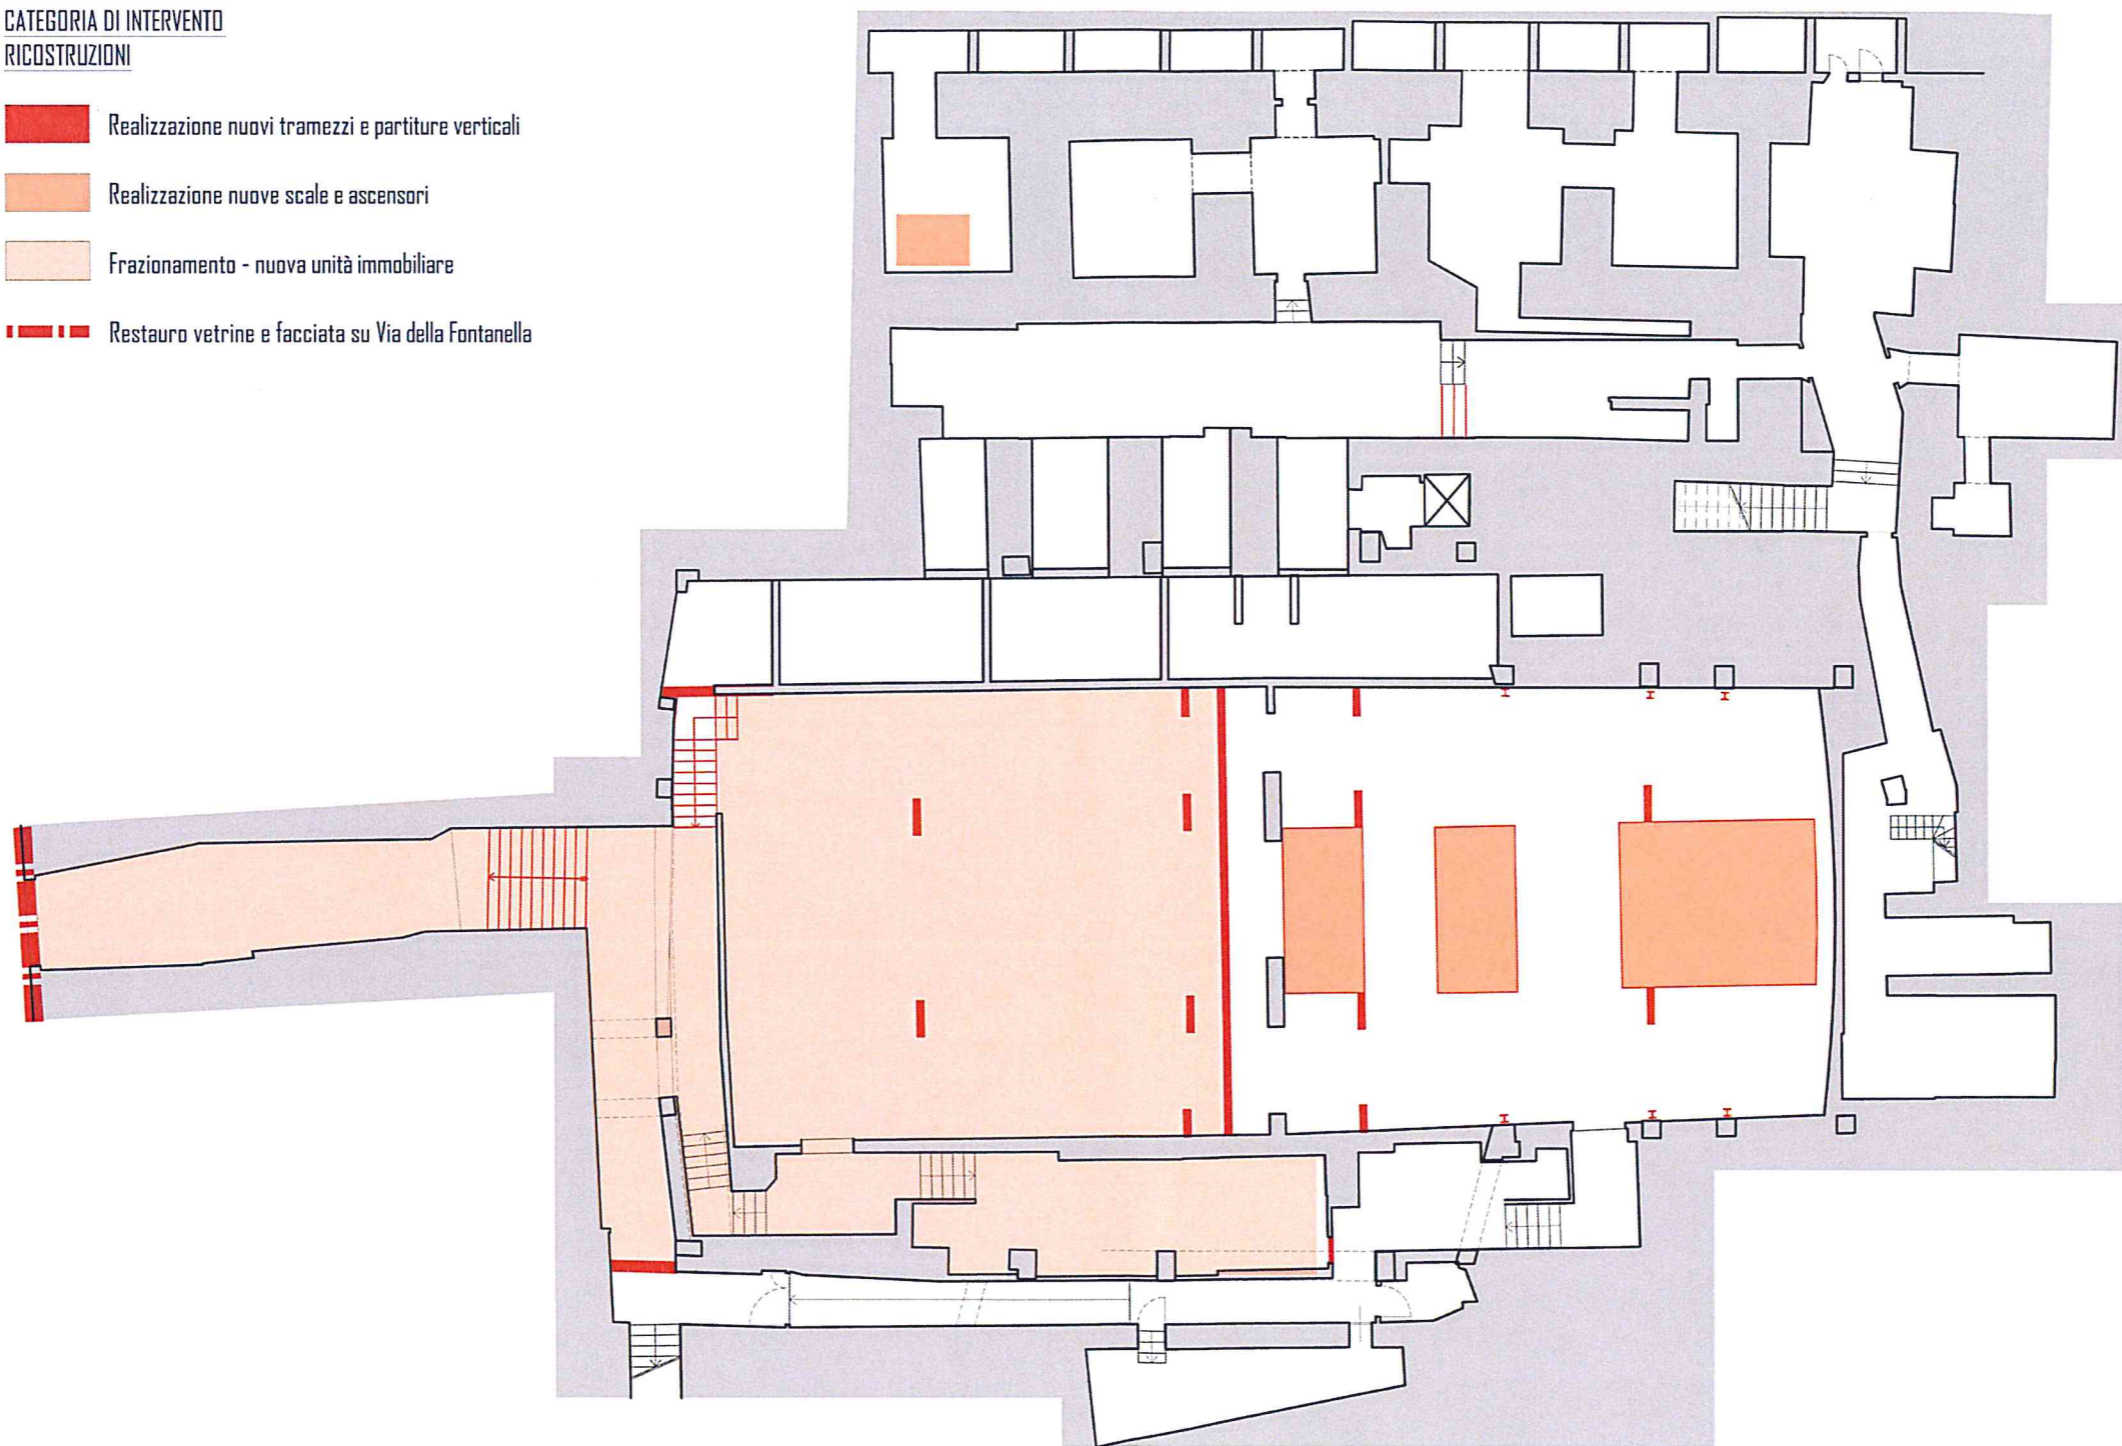 CATEGORIA DI INTERVENTO
RICOSTRUZIONI
Realizzazione nuovi tramezzi e partiture verticali
Realizzazione nuove scale e ascensori
Frazionamento - nuova unità immobiliare
Restauro vetrine e facciata su Via della Fontanella